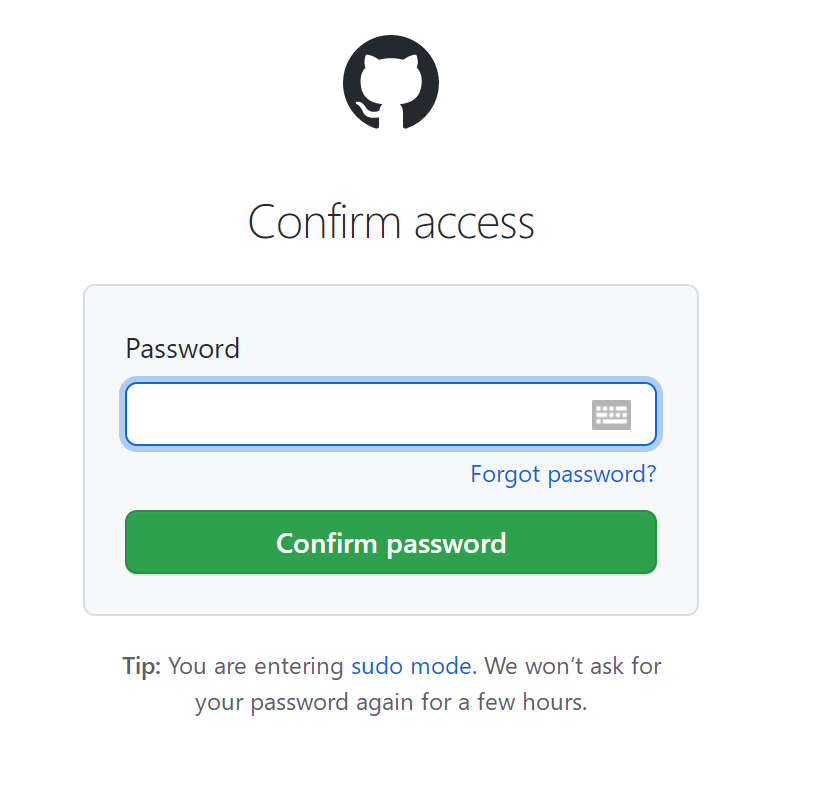 Confirm access
Password
Forgot password?
Confirm password
Tip: You are entering sudo mode. We won’t ask for
your password again for a few hours.